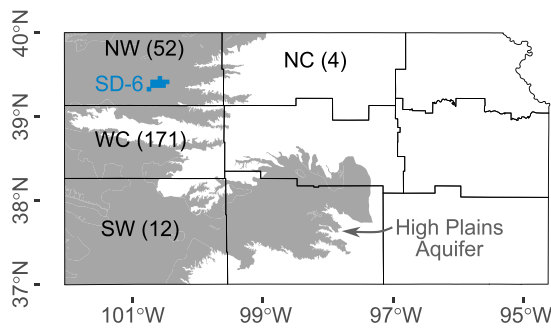 40°N
39°N
38°N
37°N
NW (52)
NC (4)
SD-6
WC (171)
SW (12)
High Plains
Aquifer
101°W
99°W
97°W
95°W